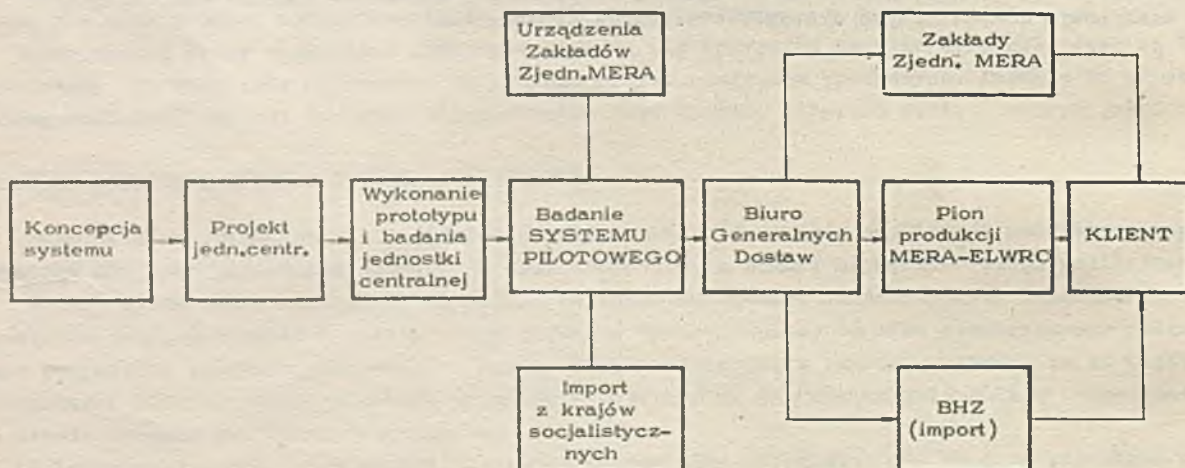 Urządzenia
Zakładów
Zjedn.MERA
Zakłady
Zjedn. MERA
Koncepcja
systemu
Projekt
jedn.centr.
Wykonanie
prototypu
i badania
jednostki
centralnej
Badanie
SYSTEMU
PILOTOWEGO
Biuro
Generalnych
Dostaw
Pion
produkcji
MERA-ELWRO
KLIENT
Import
z krajów
socjalistycz-
nych
BHZ
(import)